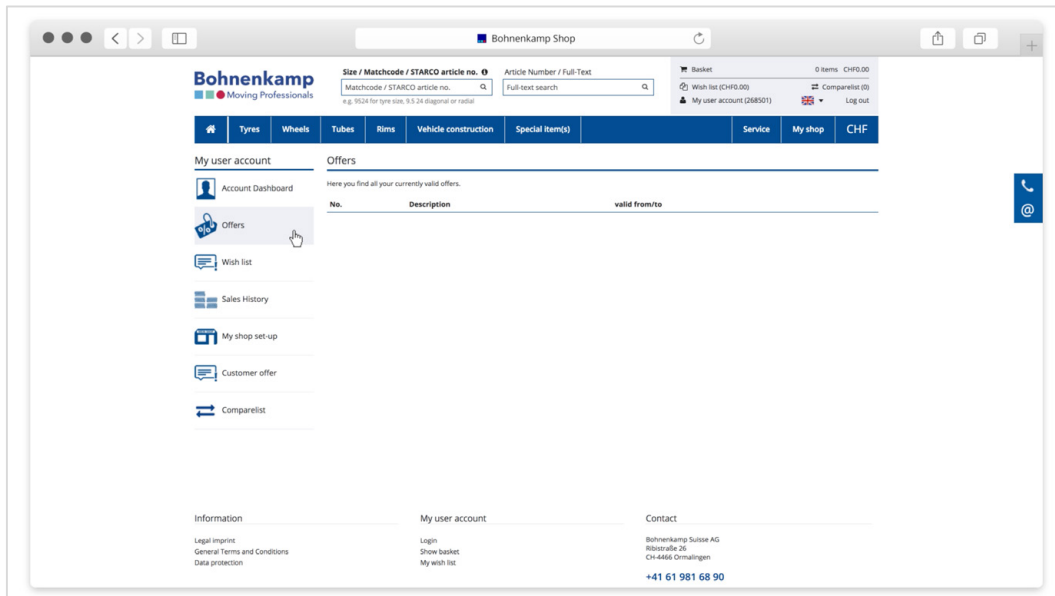 Bohnenkamp Shop
Bohnenkamp
Moving Professionals
Size / Matchcode / STARCO article no.
Matchcode / STARCO article no.
e.g. 9524 for tyre size, 9.5 24 diagonal or radial
Article Number / Full-Text
Full-text search
Basket 0 items CHF0.00
Wish list (CHF0.00) Comparelist (0)
My user account (268501) Log out
Tyres Wheels Tubes Rims Vehicle construction Special item(s) Service My shop CHF
My user account
Account Dashboard
Offers
Wish list
Sales History
My shop set-up
Customer offer
Comparelist
Offers
Here you find all your currently valid offers.
No. Description valid from/to
@
Information
Legal imprint
General Terms and Conditions
Data protection
My user account
Login
Show basket
My wish list
Contact
Bohnenkamp Suisse AG
Ribistraße 26
CH-4466 Ormalingen
+41 61 981 68 90